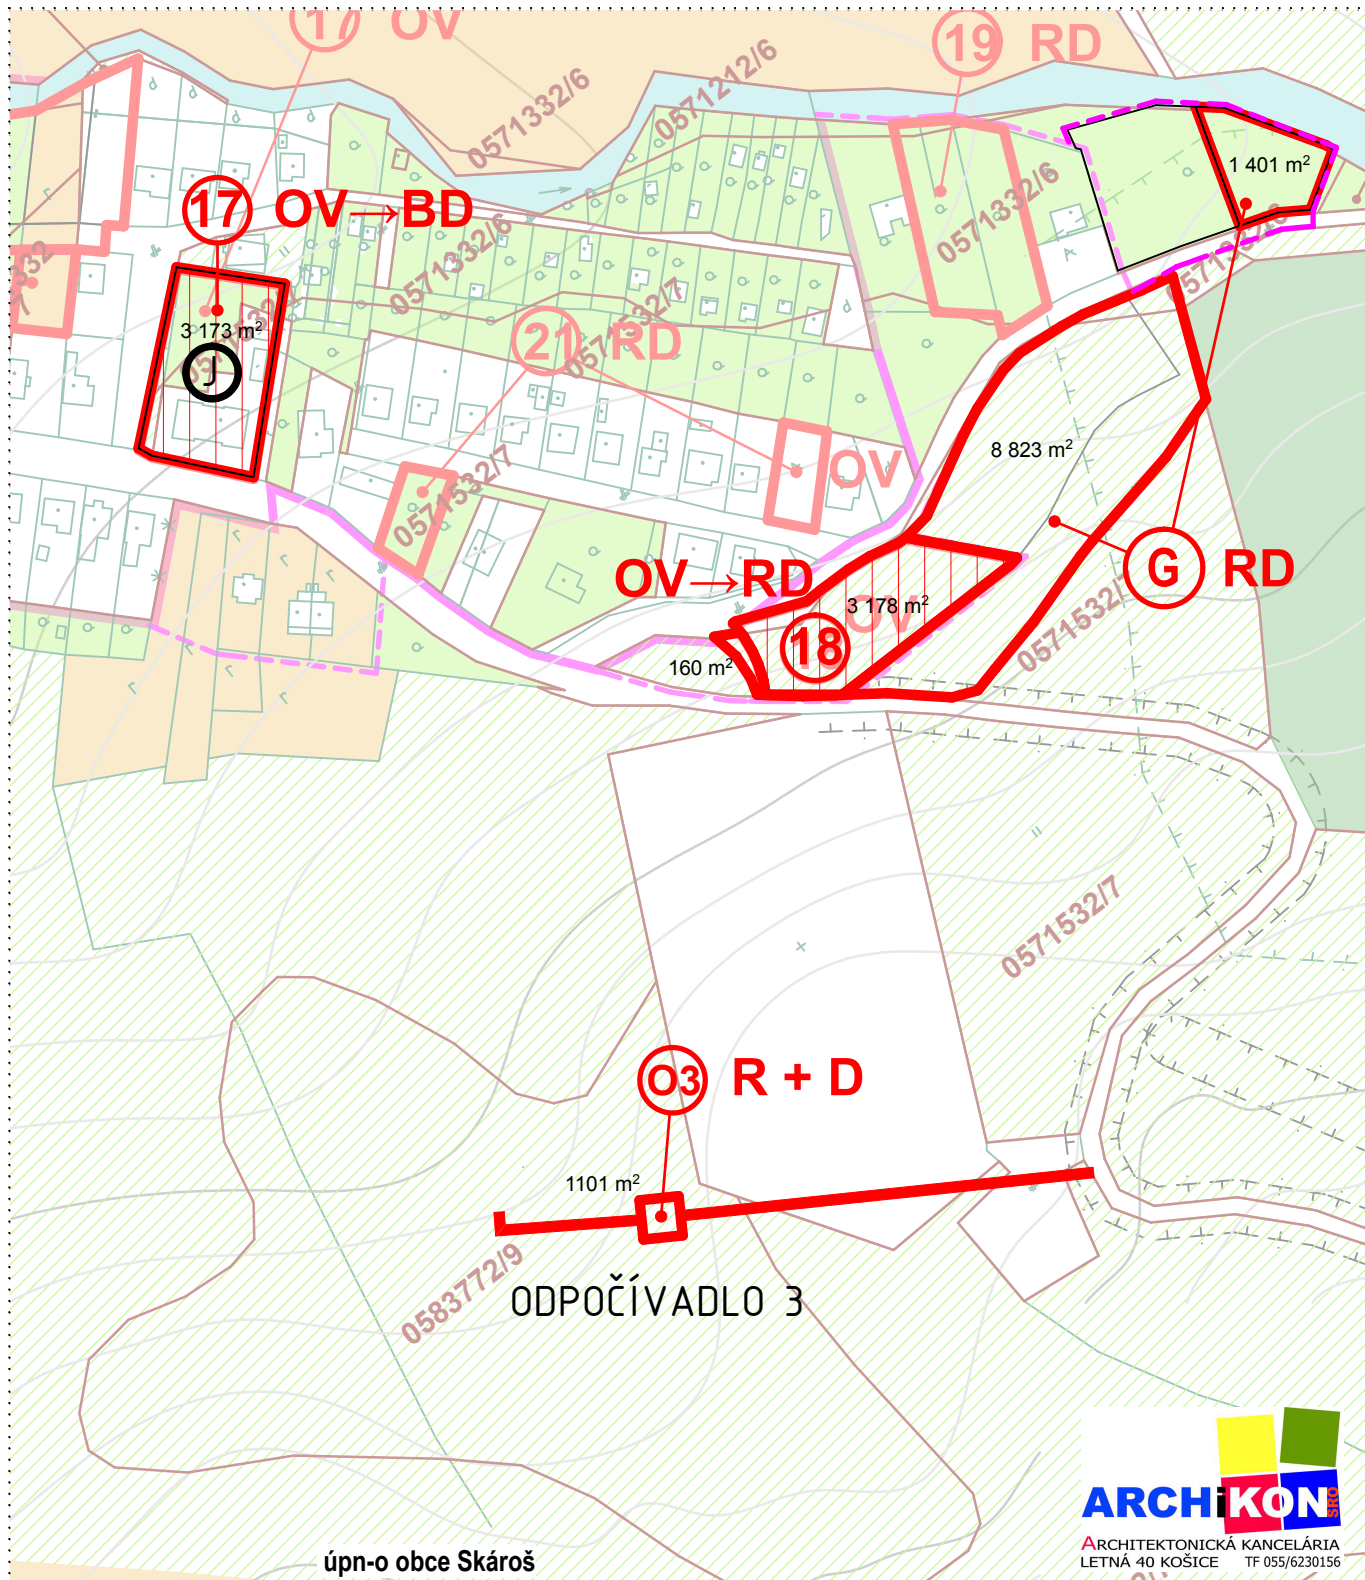 17 OV
19 RD
0571332/6
0571212/6
1 401 m²
17 OV→BD
0571332/6
0571332/6
3 173 m²
J
21 RD
0571532/7
8 823 m²
OV
0571532/7
OV→RD
G RD
3 178 m²
OV
18
160 m²
0571532/7
0571532/7
O3 R + D
1101 m²
0583772/9
ODPOČÍVADLO 3
ARCHiKON SRO
ARCHITEKTONICKÁ KANCELÁRIA
LETNÁ 40 KOŠICE TF 055/6230156
úpn-o obce Skároš